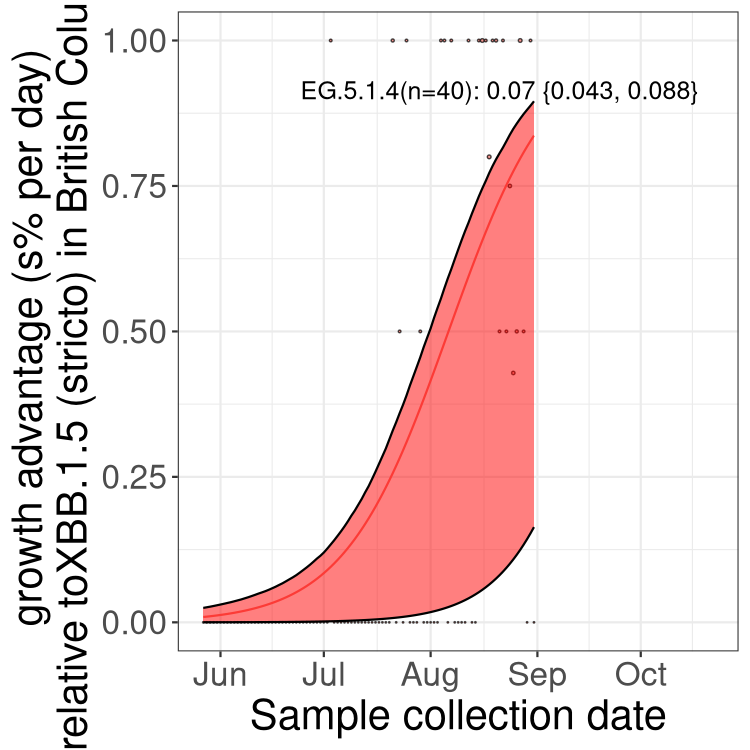 growth advantage (s% per day)
relative toXBB.1.5 (stricto) in British Colu
1.00
0.75
0.50
0.25
0.00
EG.5.1.4(n=40): 0.07 {0.043, 0.088}
Jun Jul Aug Sep Oct
Sample collection date